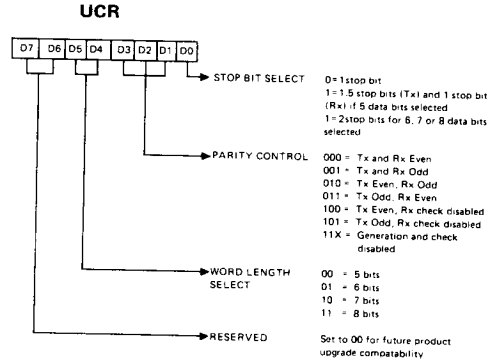 UCR
D7 D6 D5 D4 D3 D2 D1 D0
STOP BIT SELECT
0=1stop bit
1=1.5 stop bits (Tx) and 1 stop bit
(Rx) if 5 data bits selected
1=2stop bits for 6, 7 or 8 data bits
selected
PARITY CONTROL
000 = Tx and Rx Even
001 = Tx and Rx Odd
010 = Tx Even, Rx Odd
011 = Tx Odd, Rx Even
100 = Tx Even, Rx check disabled
101 = Tx Odd, Rx check disabled
11X = Generation and check
disabled
WORD LENGTH
SELECT
00 = 5 bits
01 = 6 bits
10 = 7 bits
11 = 8 bits
RESERVED
Set to 00 for future product
upgrade compatability